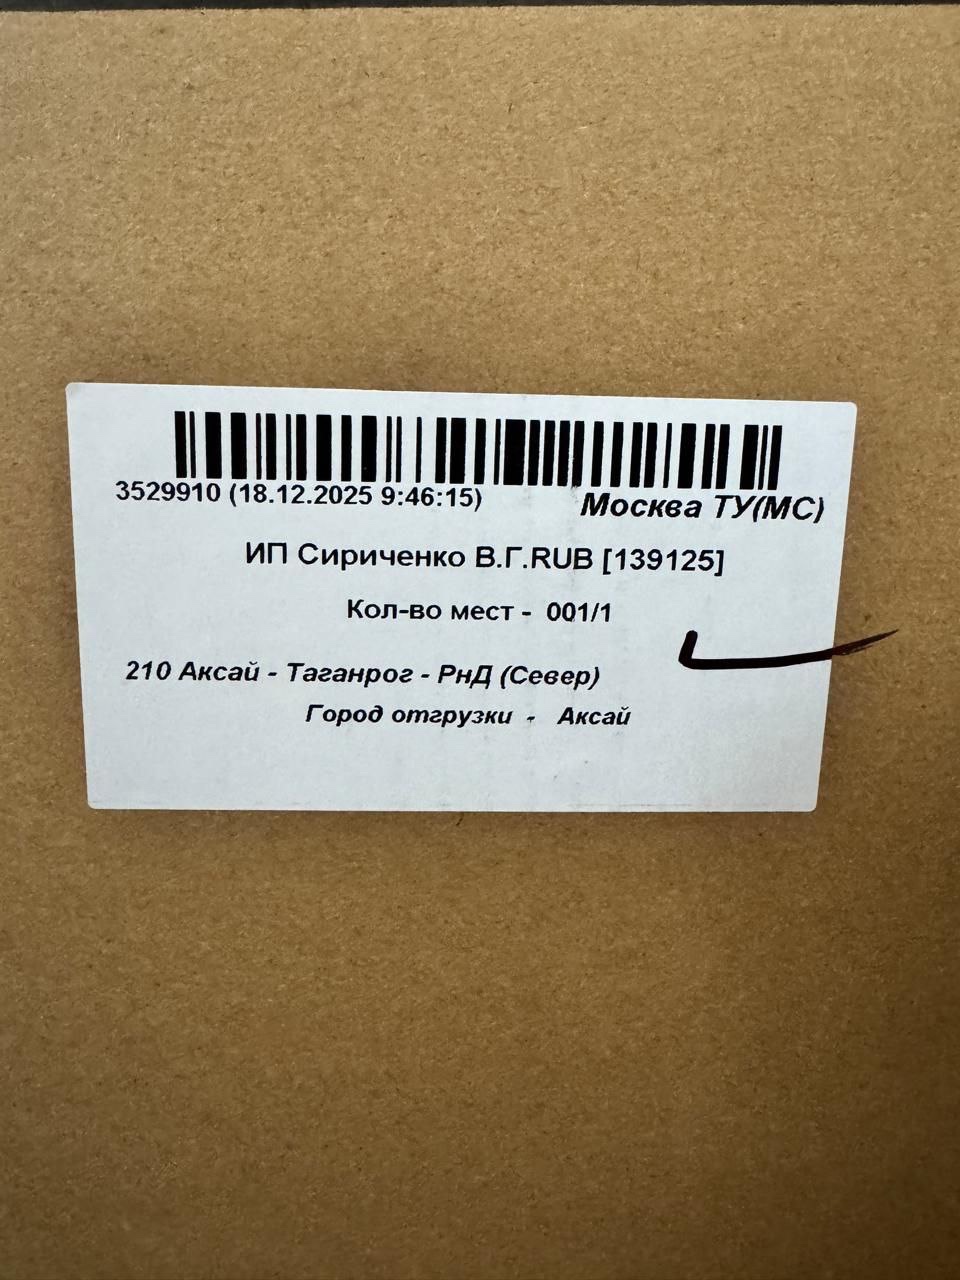 3529910 (18.12.2025 9:46:15) Москва ТУ(МС)
ИП Сириченко В.Г.RUB [139125]
Кол-во мест - 001/1
210 Аксай - Таганрог - РнД (Север)
Город отгрузки - Аксай